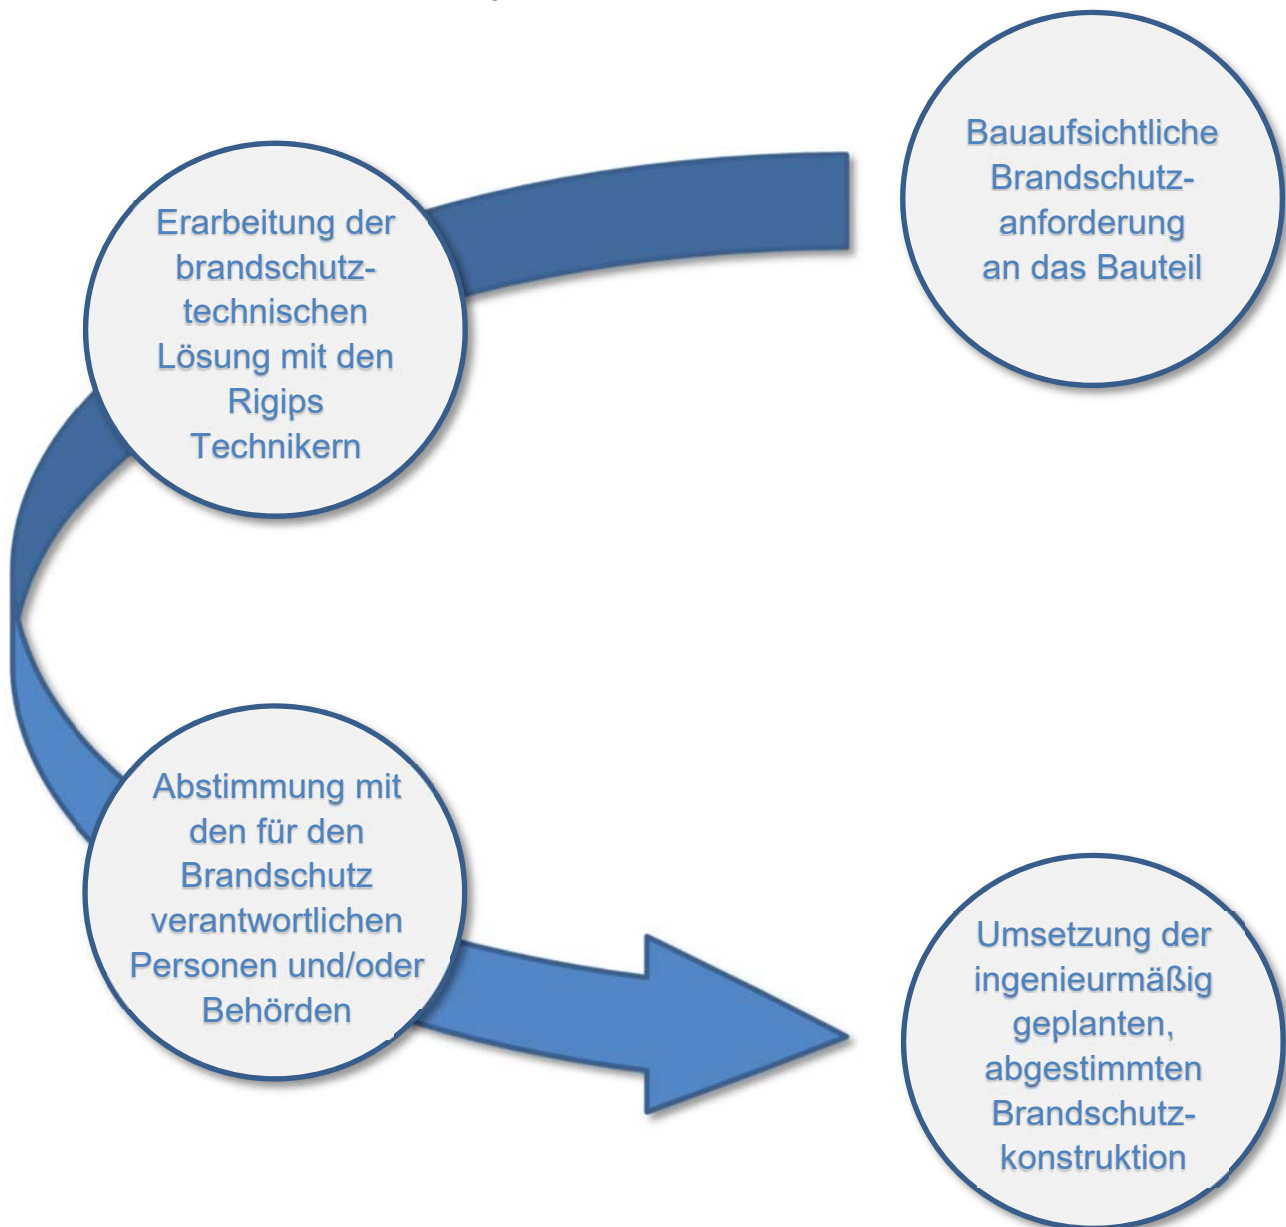 Bauaufsichtliche
Brandschutz-
anforderung
an das Bauteil
Erarbeitung der
brandschutz-
technischen
Lösung mit den
Rigips
Technikern
Abstimmung mit
den für den
Brandschutz
verantwortlichen
Personen und/oder
Behörden
Umsetzung der
ingenieurmäßig
geplanten,
abgestimmten
Brandschutz-
konstruktion